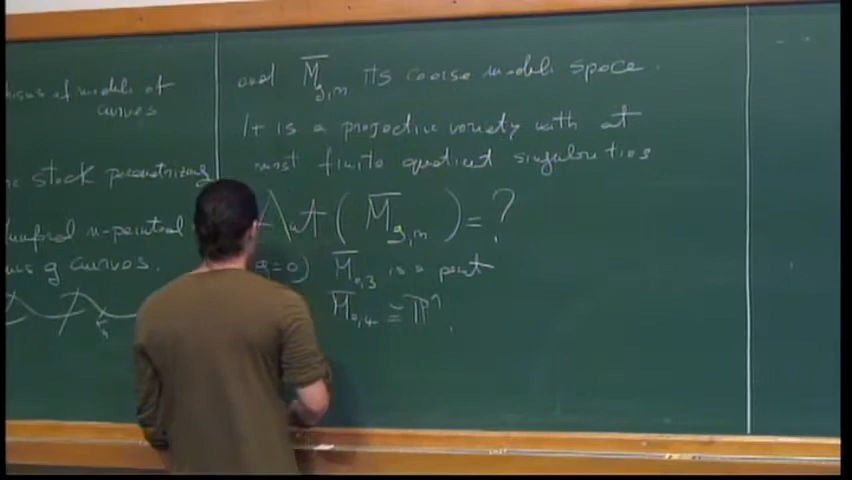 of moduli of
curves
stack parametrizing
n-pointed
g curves.
and M̅_{g,n} its coarse moduli space.
It is a projective variety with at
most finite quotient singularities
Aut(M̅_{g,n}) = ?
g=0) M̅_{0,3} is a point
M̅_{0,4} ≅ ℙ¹.